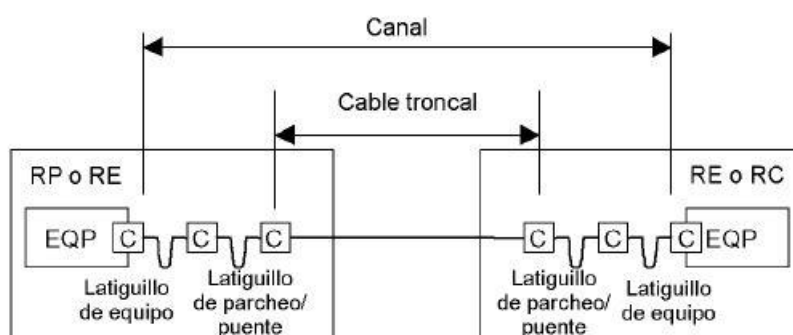 Canal
Cable troncal
RP o RE
RE o RC
EQP
C
C
C
C
C
C
EQP
Latiguillo
de equipo
Latiguillo
de parcheo/
puente
Latiguillo
de parcheo/
puente
Latiguillo
de equipo